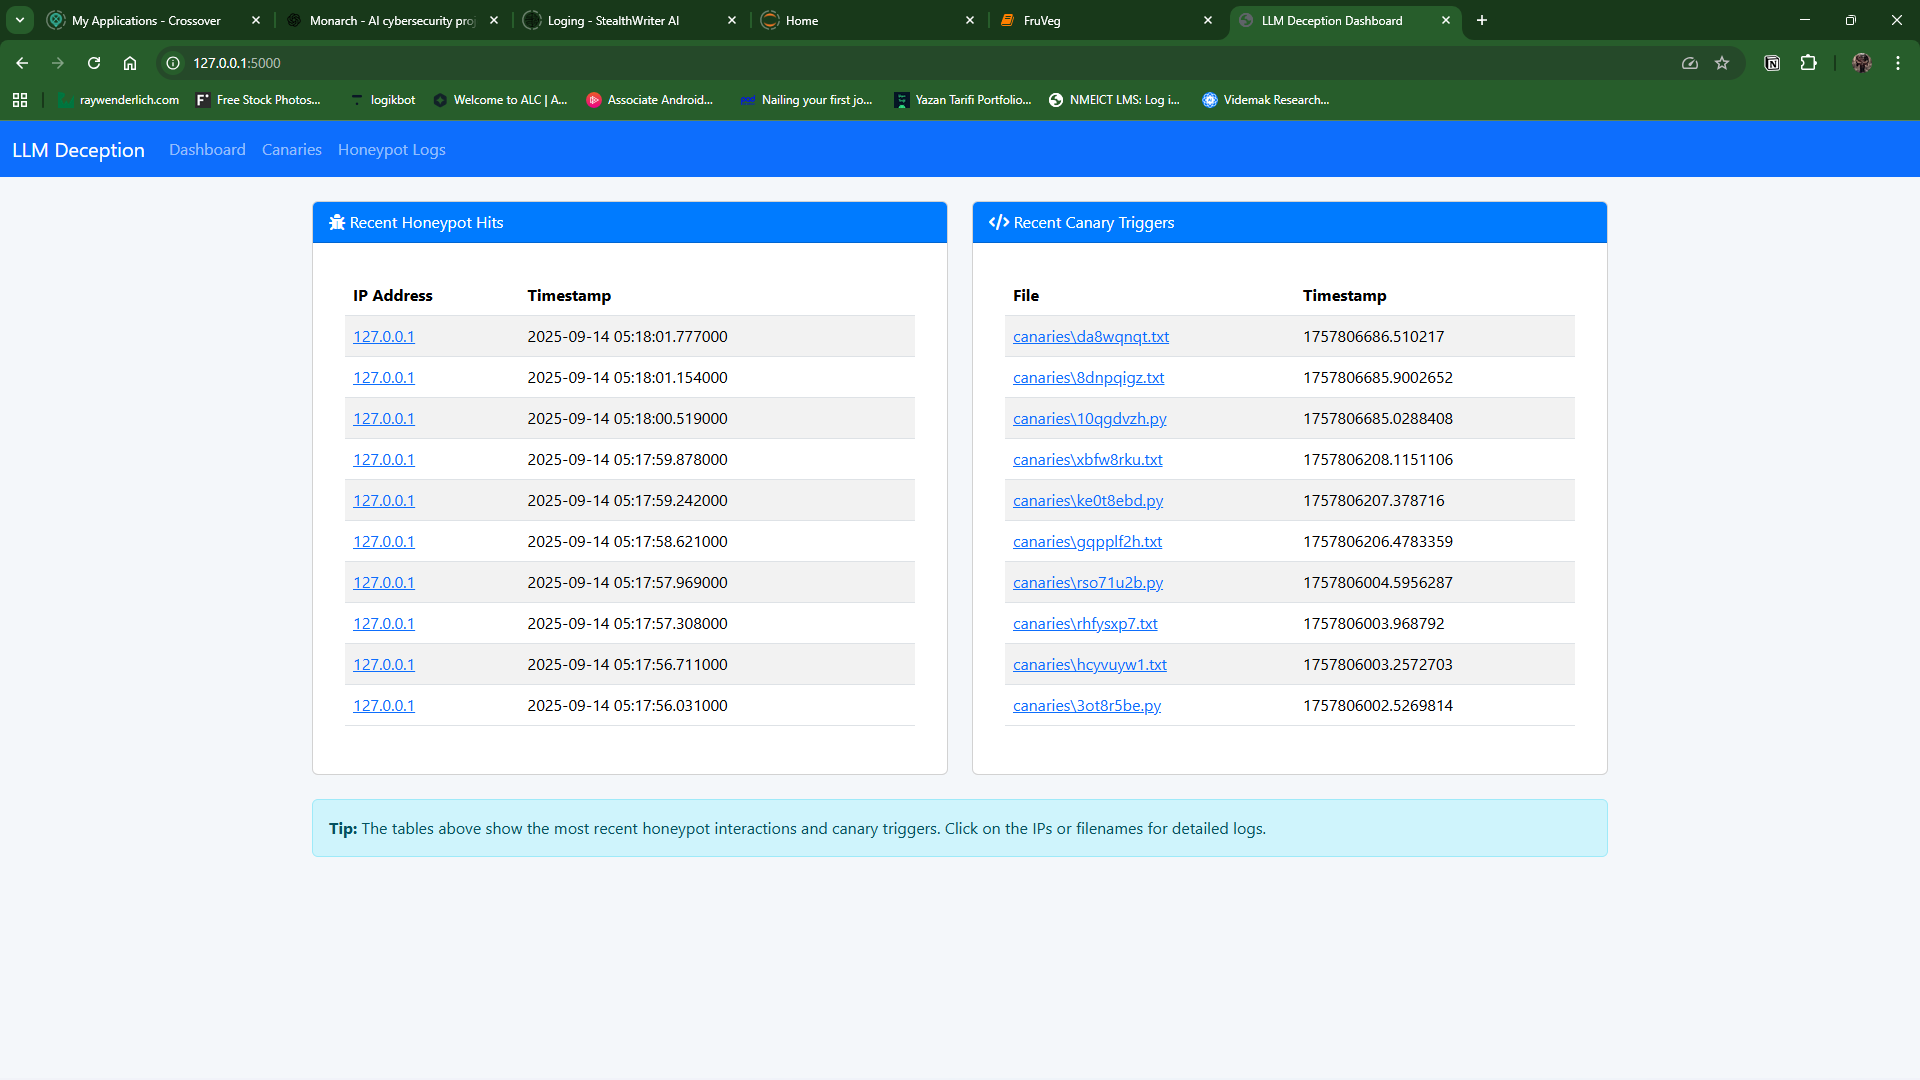 My Applications - Crossover
Monarch - AI cybersecurity proj
Loging - StealthWriter AI
Home
FruVeg
LLM Deception Dashboard
127.0.0.1:5000
raywenderlich.com
Free Stock Photos...
logikbot
Welcome to ALC | A...
Associate Android...
Nailing your first jo...
Yazan Tarifi Portfolio...
NMEICT LMS: Log i...
Videmak Research...
LLM Deception
Dashboard
Canaries
Honeypot Logs
Recent Honeypot Hits
IP Address Timestamp
127.0.0.1 2025-09-14 05:18:01.777000
127.0.0.1 2025-09-14 05:18:01.154000
127.0.0.1 2025-09-14 05:18:00.519000
127.0.0.1 2025-09-14 05:17:59.878000
127.0.0.1 2025-09-14 05:17:59.242000
127.0.0.1 2025-09-14 05:17:58.621000
127.0.0.1 2025-09-14 05:17:57.969000
127.0.0.1 2025-09-14 05:17:57.308000
127.0.0.1 2025-09-14 05:17:56.711000
127.0.0.1 2025-09-14 05:17:56.031000
Recent Canary Triggers
File Timestamp
canaries\da8wqnqt.txt 1757806686.510217
canaries\8dnpqigz.txt 1757806685.9002652
canaries\10qgdvzh.py 1757806685.0288408
canaries\xbfw8rku.txt 1757806208.1151106
canaries\ke0t8ebd.py 1757806207.378716
canaries\gqpplf2h.txt 1757806206.4783359
canaries\rso71u2b.py 1757806004.5956287
canaries\rhfysxp7.txt 1757806003.968792
canaries\hcyvuyw1.txt 1757806003.2572703
canaries\3ot8r5be.py 1757806002.5269814
Tip: The tables above show the most recent honeypot interactions and canary triggers. Click on the IPs or filenames for detailed logs.